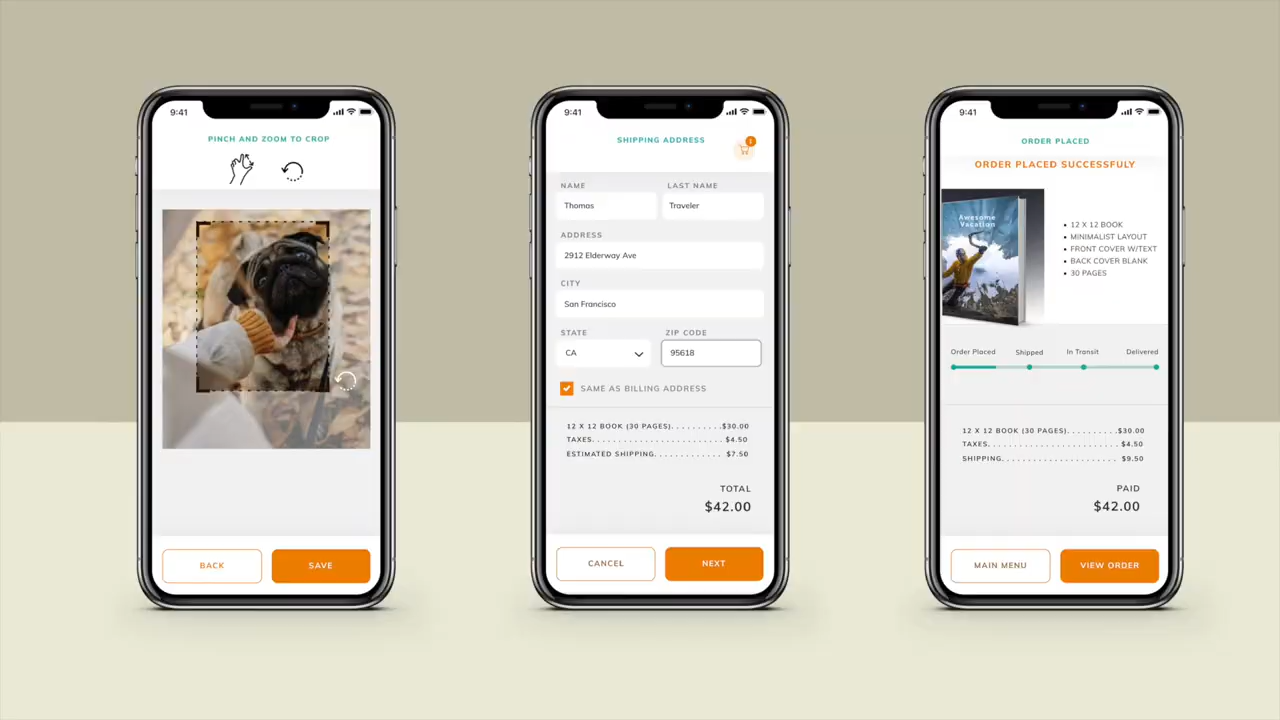 9:41
PINCH AND ZOOM TO CROP
BACK
SAVE
9:41
SHIPPING ADDRESS
2
NAME
LAST NAME
Thomas
Traveler
ADDRESS
2912 Elderway Ave
CITY
San Francisco
STATE
ZIP CODE
CA
95618
SAME AS BILLING ADDRESS
12 X 12 BOOK (30 PAGES). . . . . . . . . .$30.00
TAXES. . . . . . . . . . . . . . . . . . . . . . . . $4.50
ESTIMATED SHIPPING. . . . . . . . . . . . $7.50
TOTAL
$42.00
CANCEL
NEXT
9:41
ORDER PLACED
ORDER PLACED SUCCESSFULY
Awesome
Vacation
• 12 X 12 BOOK
• MINIMALIST LAYOUT
• FRONT COVER W/TEXT
• BACK COVER BLANK
• 30 PAGES
Order Placed
Shipped
In Transit
Delivered
12 X 12 BOOK (30 PAGES). . . . . . . . . .$30.00
TAXES. . . . . . . . . . . . . . . . . . . . . . . . $4.50
SHIPPING. . . . . . . . . . . . . . . . . . . . . $9.50
PAID
$42.00
MAIN MENU
VIEW ORDER